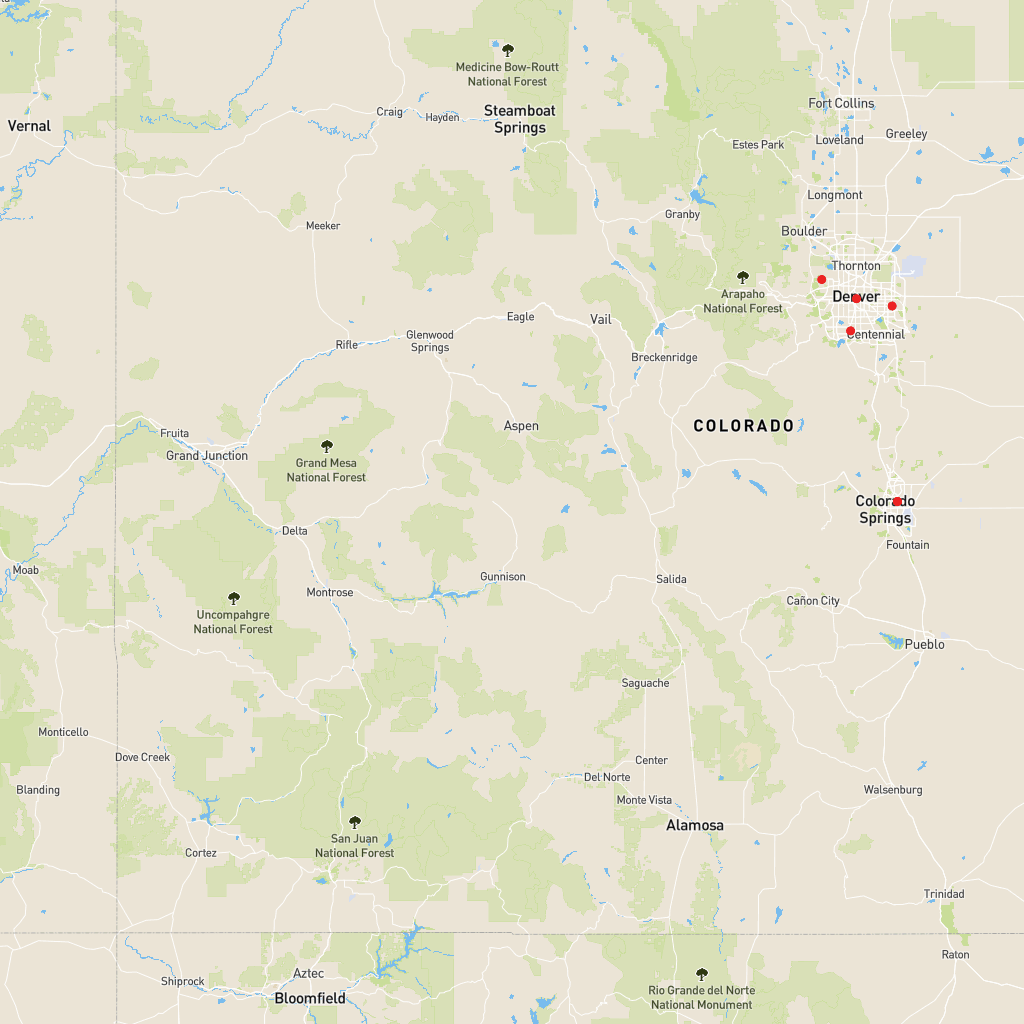 Medicine Bow-Routt
National Forest
Steamboat
Springs
Craig
Hayden
Fort Collins
Vernal
Loveland
Greeley
Estes Park
Longmont
Granby
Meeker
Boulder
Thornton
Arapaho
National Forest
Denver
Eagle
Vail
Centennial
Glenwood
Springs
Rifle
Breckenridge
Aspen
COLORADO
Fruita
Grand Junction
Grand Mesa
National Forest
Colorado
Springs
Delta
Fountain
Moab
Gunnison
Salida
Montrose
Cañon City
Uncompahgre
National Forest
Pueblo
Saguache
Monticello
Dove Creek
Center
Del Norte
Blanding
Monte Vista
Walsenburg
Alamosa
San Juan
National Forest
Cortez
Trinidad
Raton
Aztec
Shiprock
Bloomfield
Rio Grande del Norte
National Monument